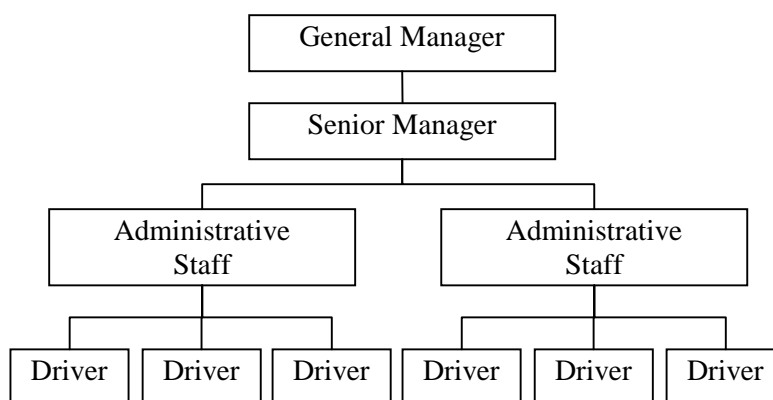 General Manager
Senior Manager
Administrative
Staff
Administrative
Staff
Driver
Driver
Driver
Driver
Driver
Driver